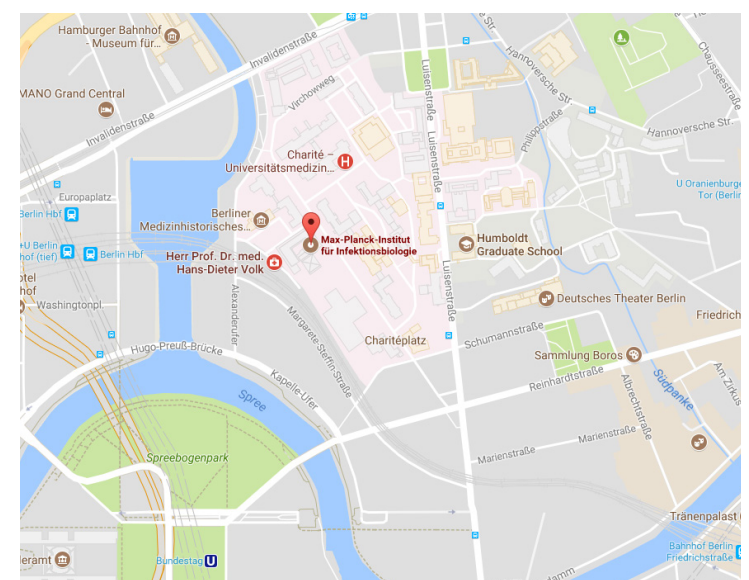 Hamburger Bahnhof
- Museum für...
Invalidenstraße
Hannoversche Str.
Chausseestraße
MANO Grand Central
Virchowweg
Luisenstraße
Invalidenstraße
Philippstraße
Hannoversche Str.
Luisenstraße
Charité –
Universitätsmedizin...
H
Europaplatz
U Oranienburge
Tor (Berlin
Berlin Hbf
Berliner
Medizinhistorisches...
Max-Planck-Institut
für Infektionsbiologie
Humboldt
Graduate School
U Berlin
hof (tief)
Berlin Hbf
Herr Prof. Dr. med.
Hans-Dieter Volk
Luisenstraße
otel
hof
Washingtonpl.
Alexanderufer
Deutsches Theater Berlin
Friedrich
Margarete-Steffin-Straße
Charitéplatz
Schumannstraße
Hugo-Preuß-Brücke
Sammlung Boros
Kapelle-Ufer
Reinhardtstraße
Albrechtstraße
Südpanke
Am Zirkus
Spree
Marienstraße
Marienstraße
Spreebogenpark
Tränenpalast
leramt
Bundestag U
Bahnhof Berlin
Friedrichstraße